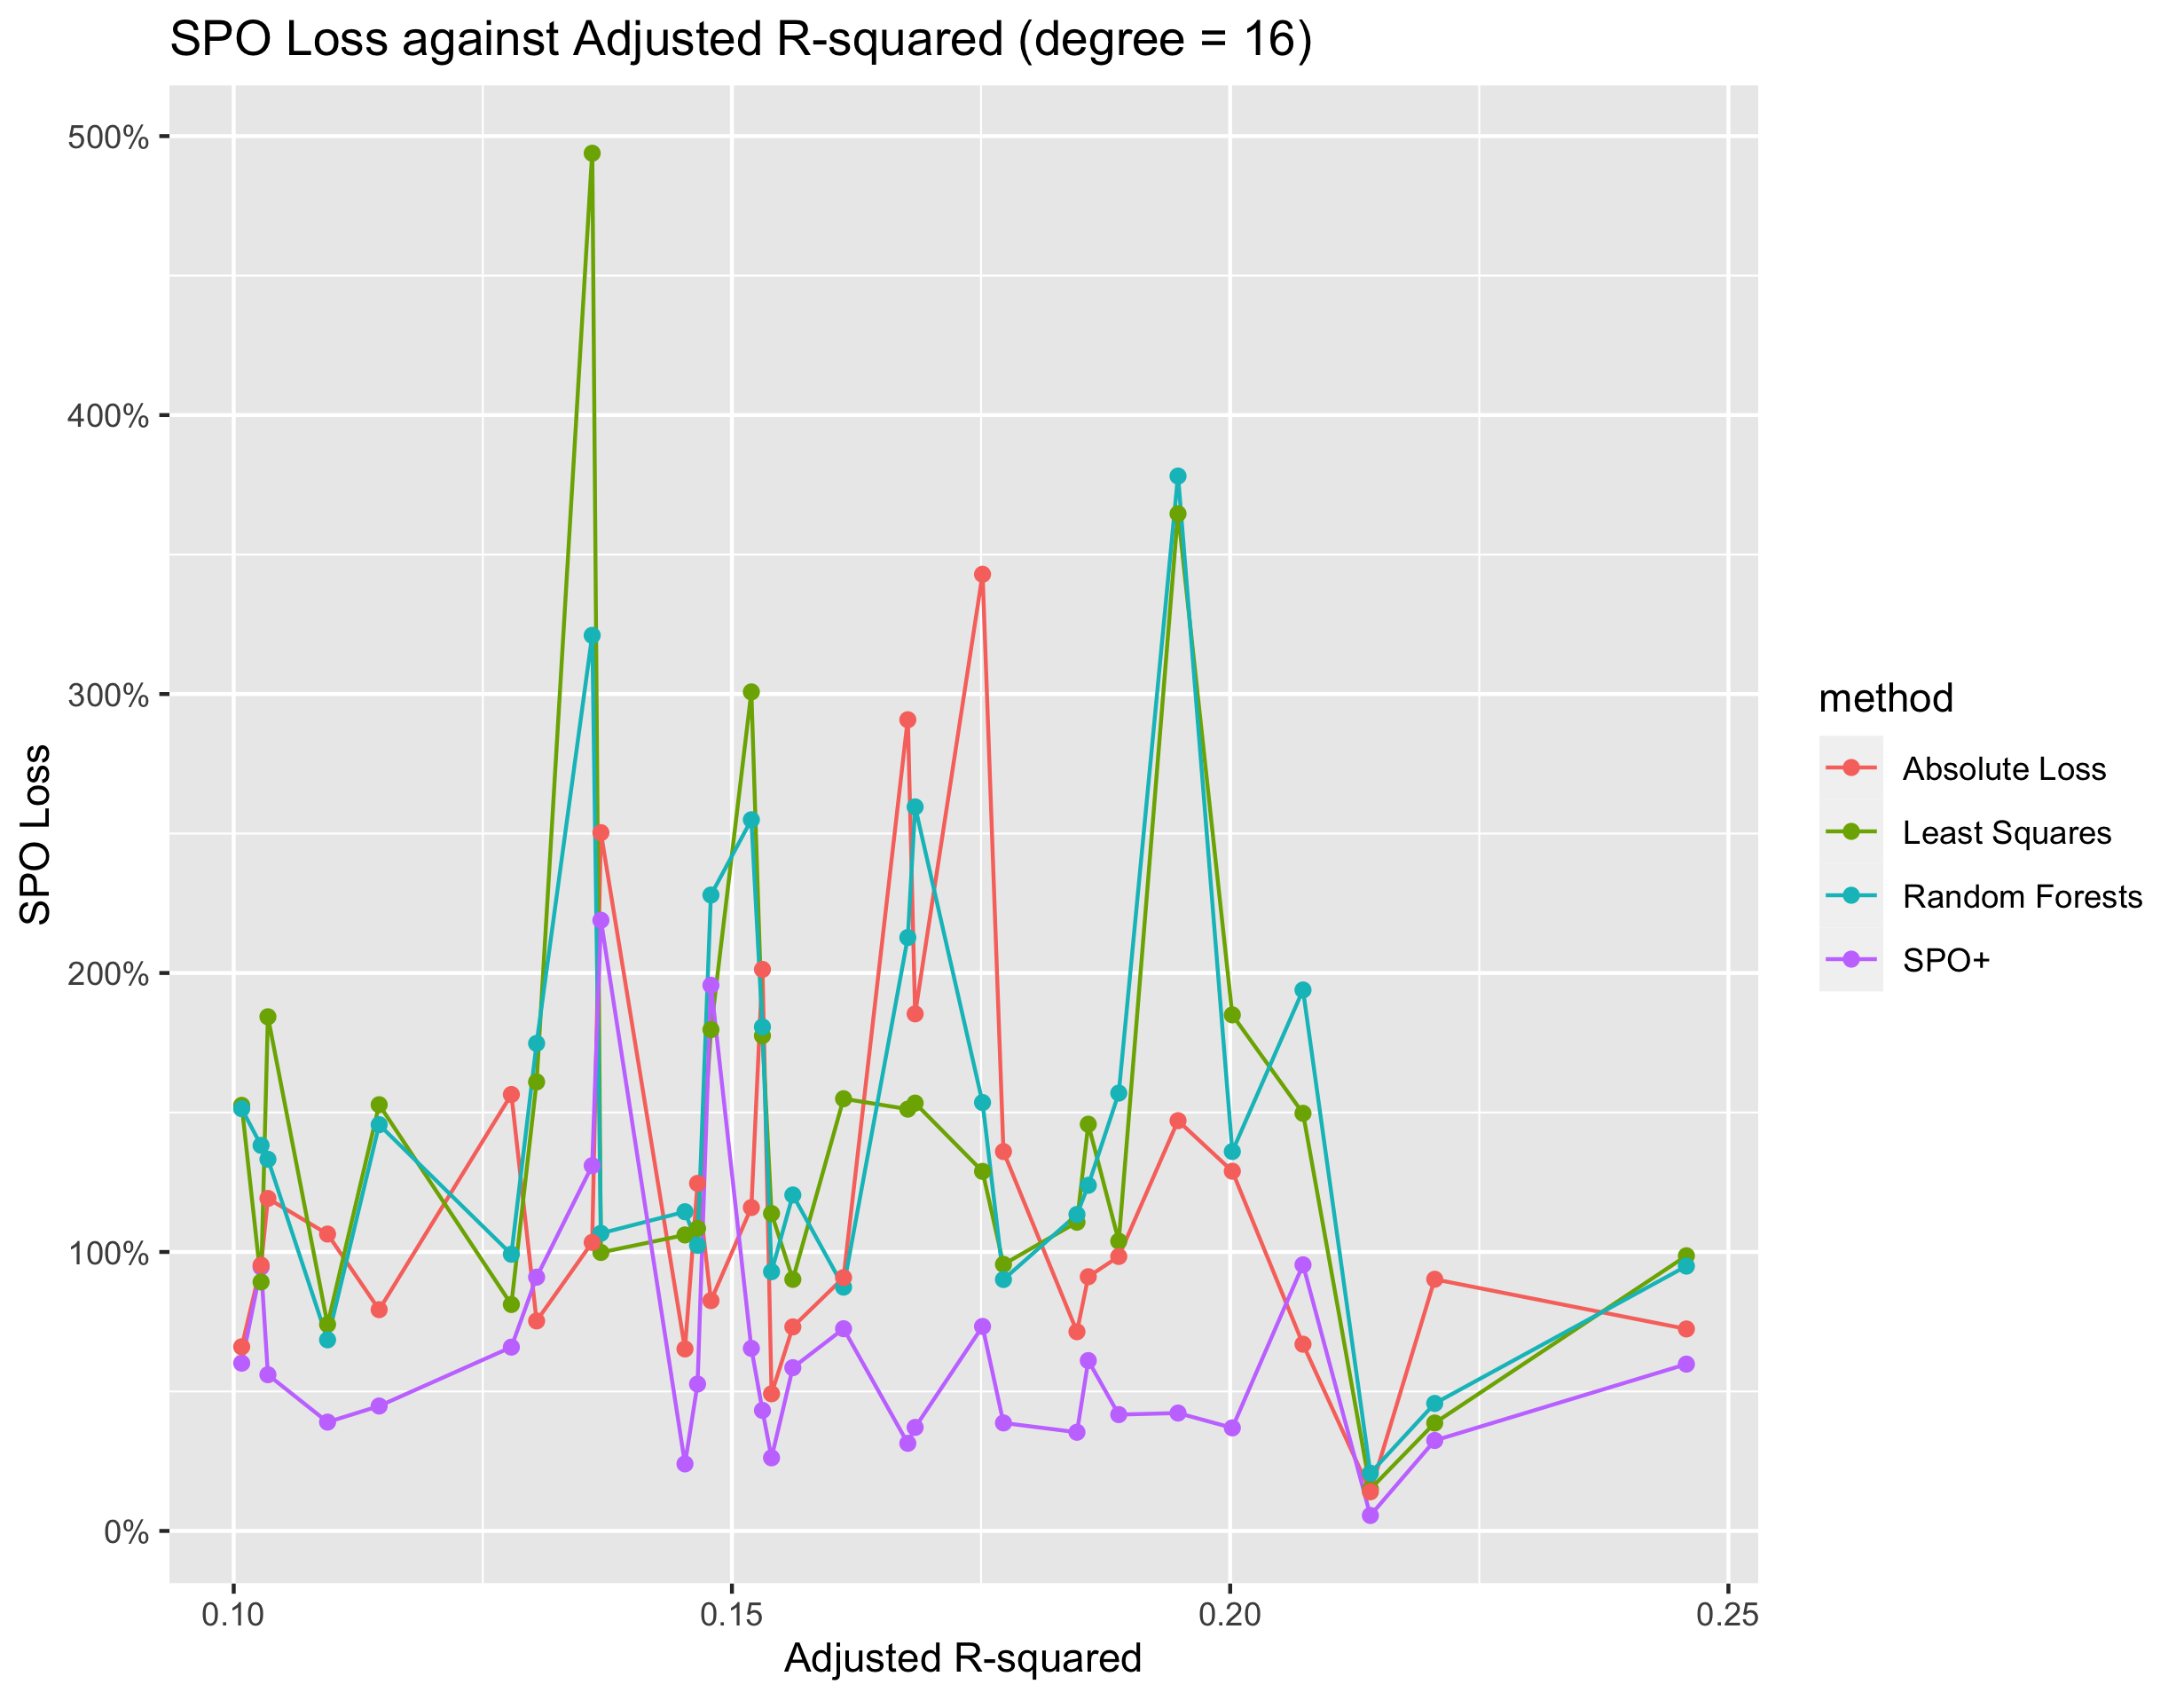 SPO Loss against Adjusted R-squared (degree = 16)
500%
400%
300%
200%
100%
0%
SPO Loss
0.10
0.15
0.20
0.25
Adjusted R-squared
method
Absolute Loss
Least Squares
Random Forests
SPO+